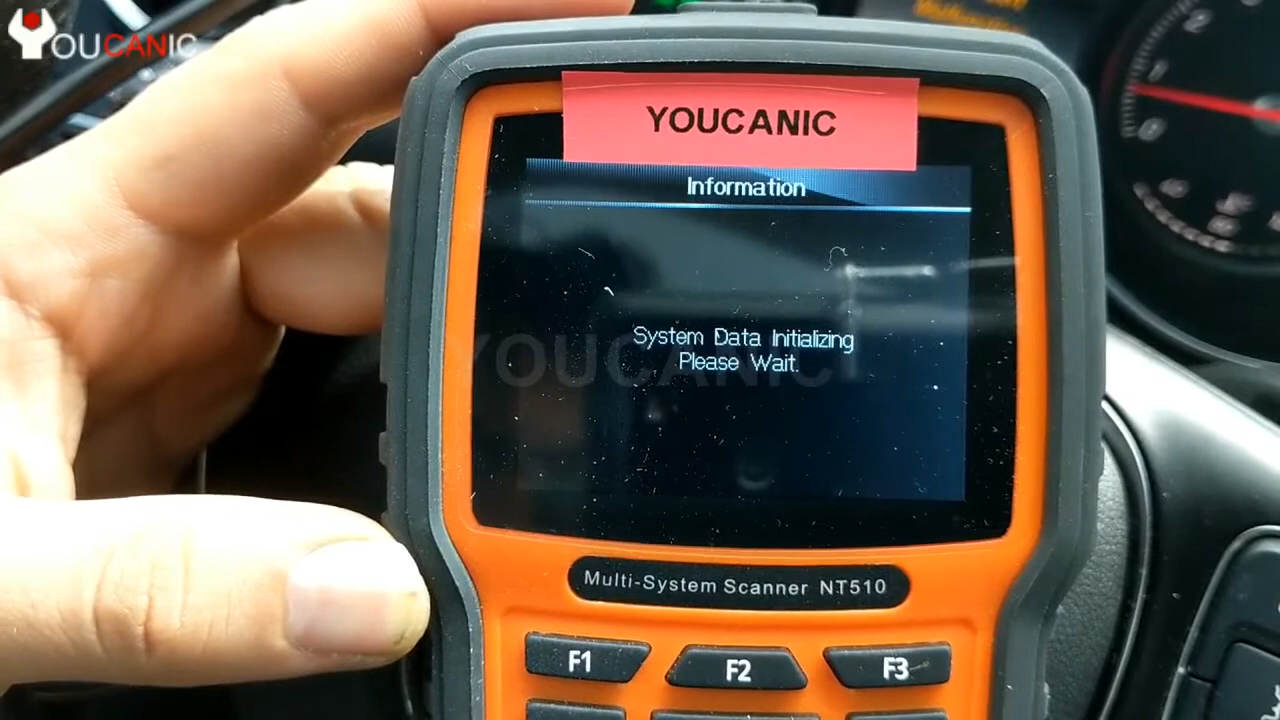 YOUCANIC
YOUCANIC
Information
System Data Initializing
Please Wait.
YOUCANIC
Multi-System Scanner NT510
F1
F2
F3